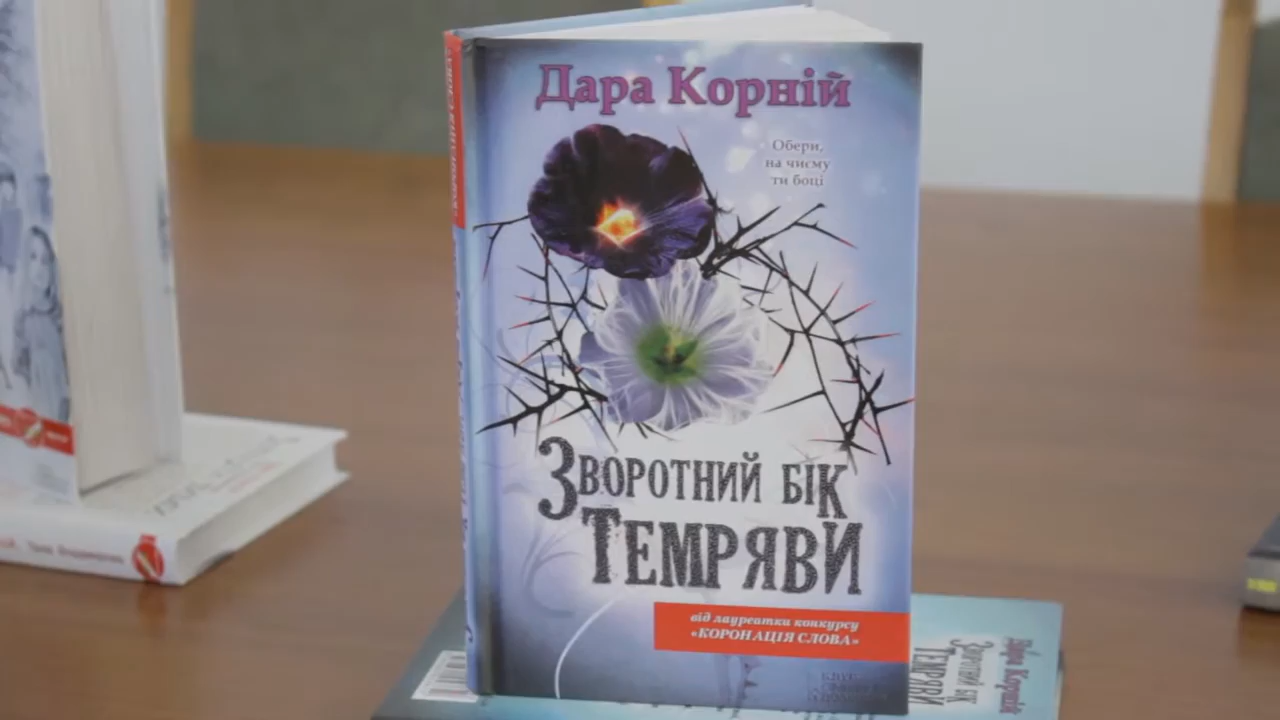 Дара Корній
Обери,
на чиєму
ти боці
Зворотний бік
Темряви
від лауреатки конкурсу
«КОРОНАЦІЯ СЛОВА»
Дара Корній
Зворотний бік
Темряви